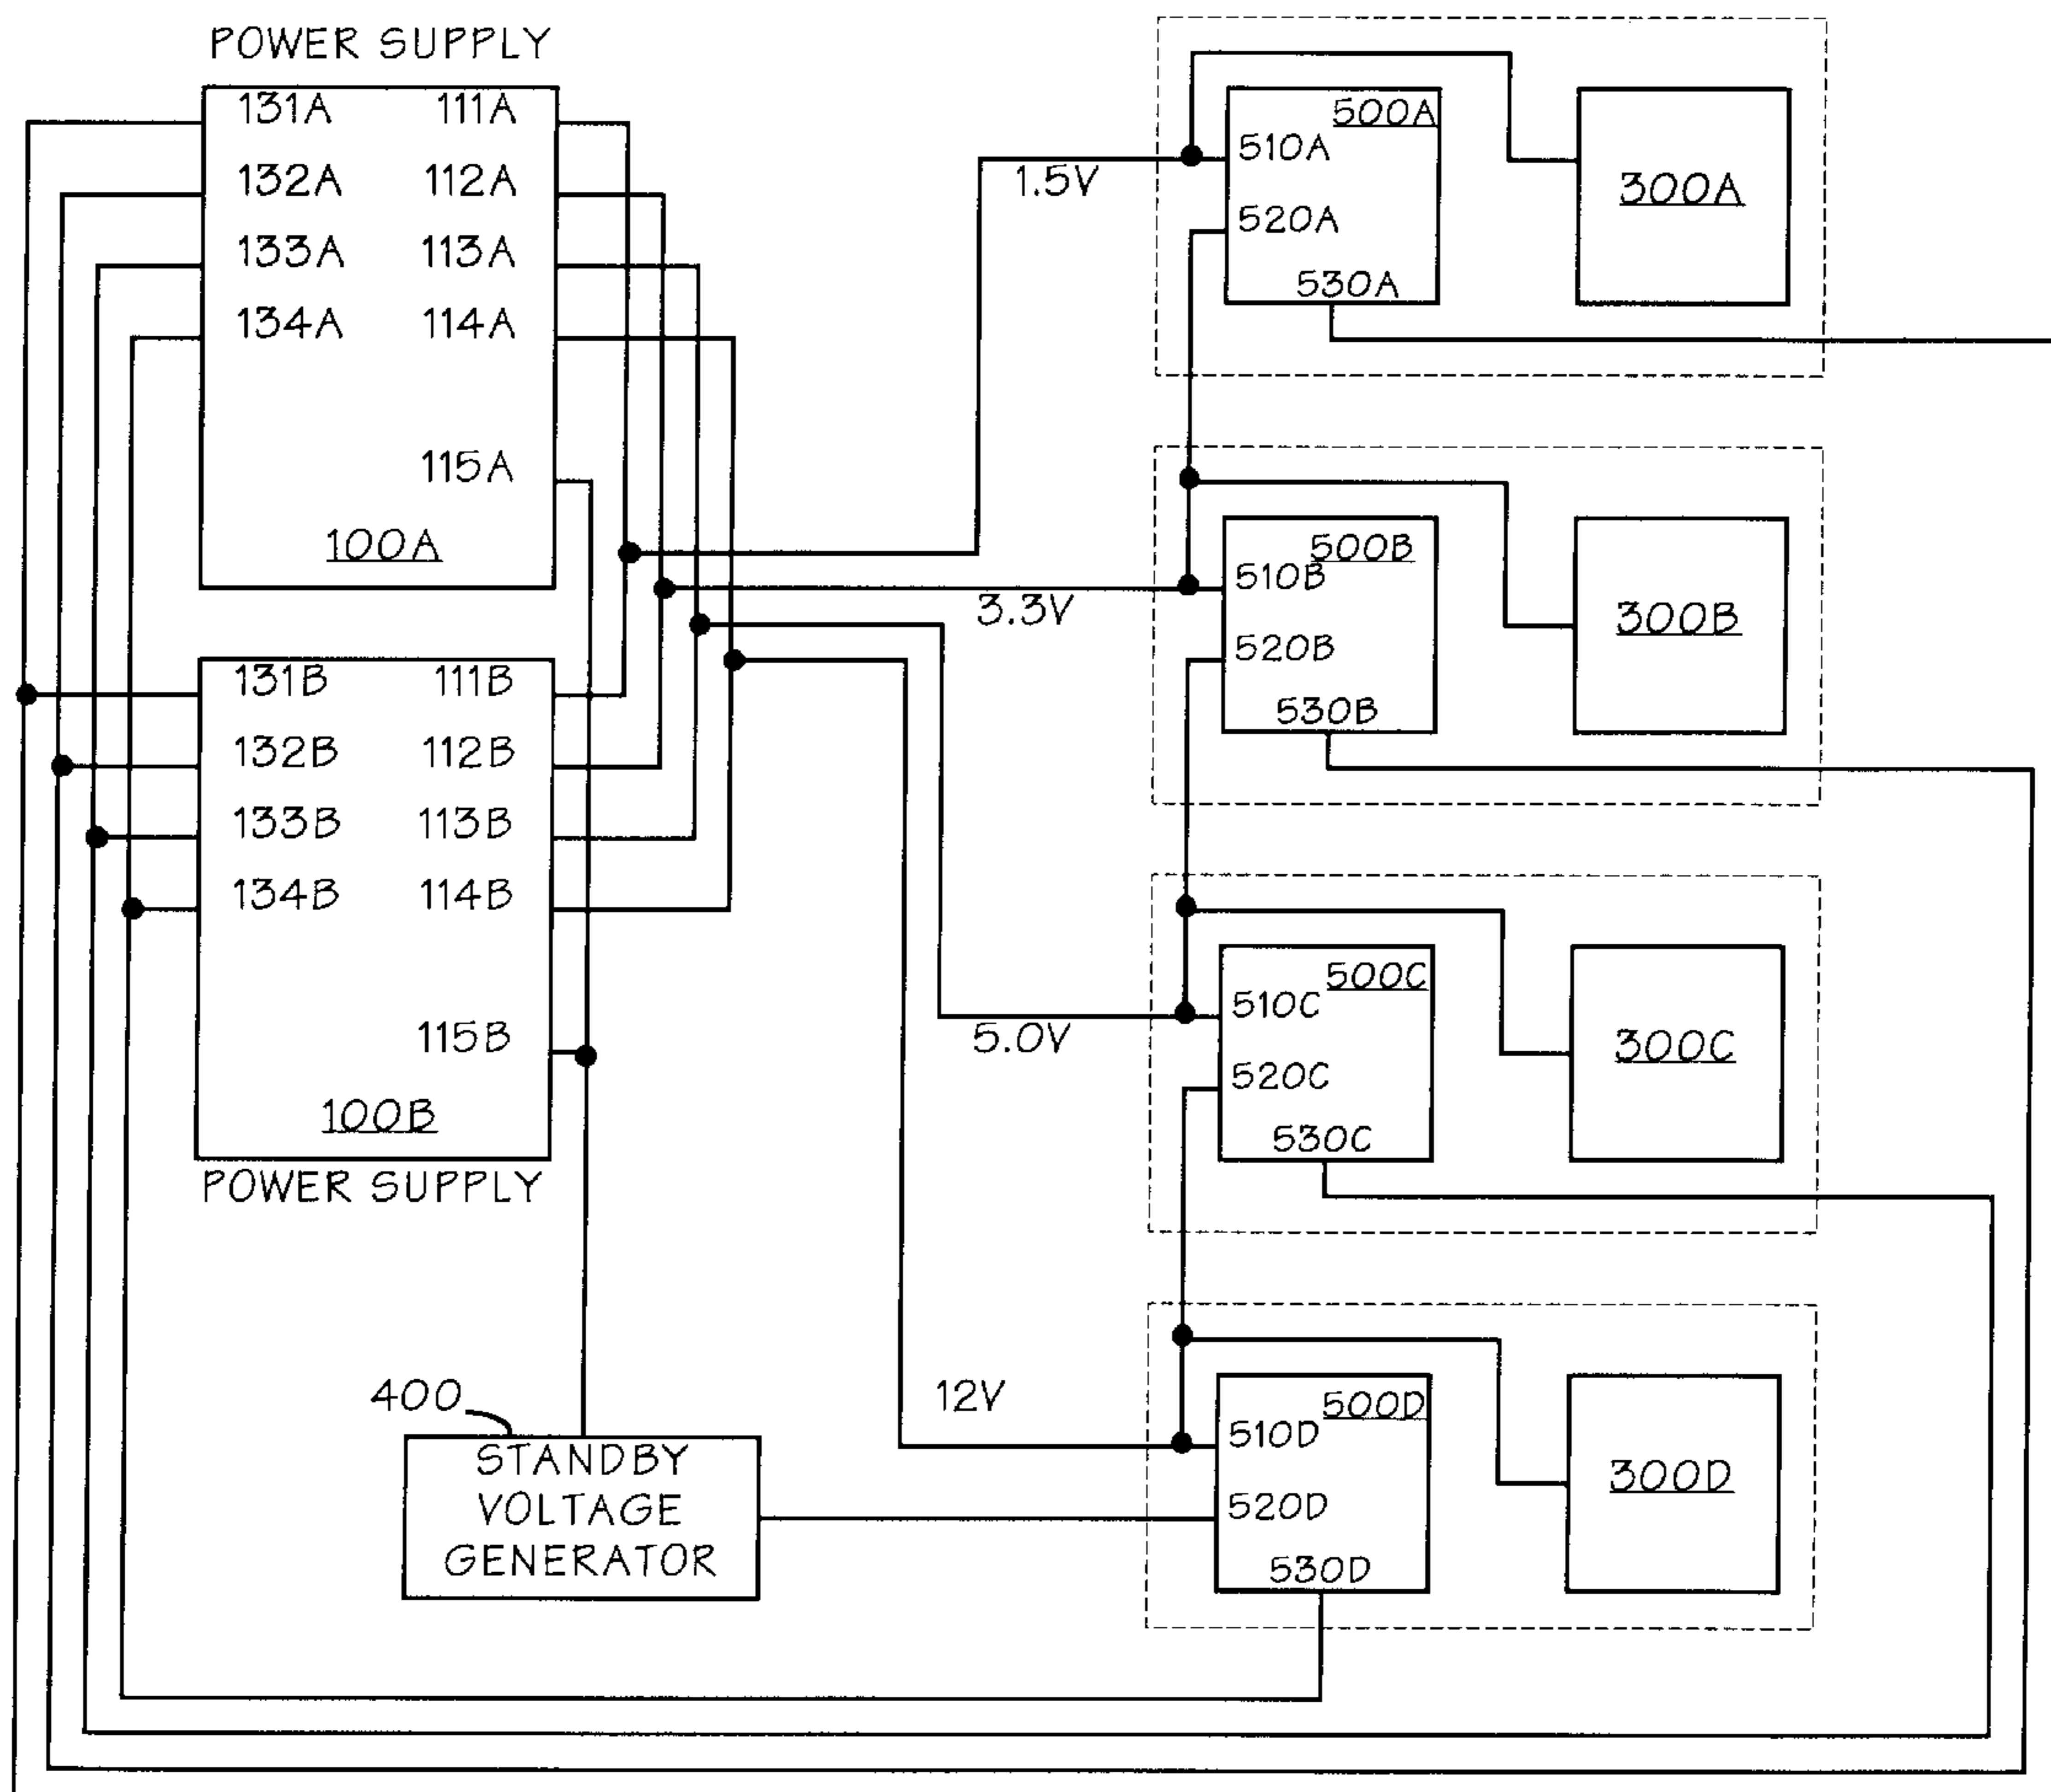 POWER SUPPLY
131A 111A
132A 112A
133A 113A
134A 114A
115A
100A
131B 111B
132B 112B
133B 113B
134B 114B
115B
100B
POWER SUPPLY
400
STANDBY
VOLTAGE
GENERATOR
1.5V
3.3V
5.0V
12V
500A
510A
520A
530A
300A
500B
510B
520B
530B
300B
500C
510C
520C
530C
300C
500D
510D
520D
530D
300D